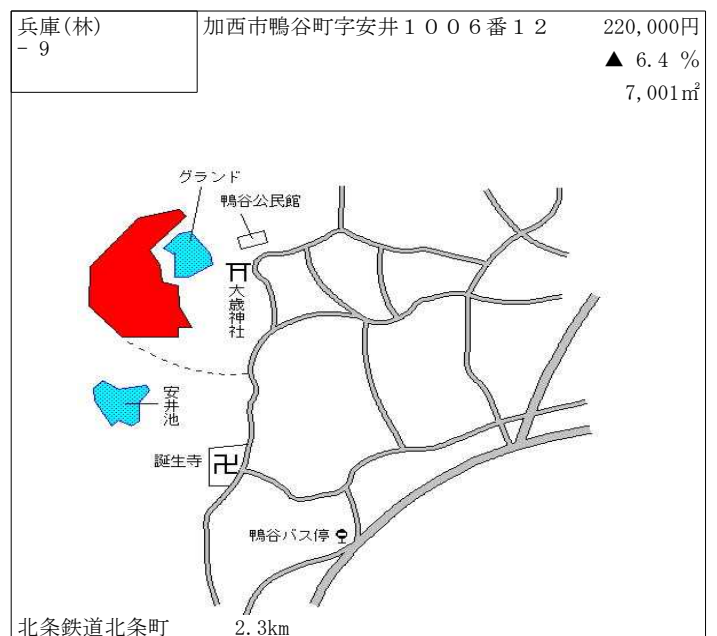 兵庫(林)
- 9
加西市鴨谷町字安井１００６番１２
220,000円
▲ 6.4 %
7,001㎡
グランド
鴨谷公民館
大歳神社
安井池
誕生寺
鴨谷バス停
北条鉄道北条町 2.3km